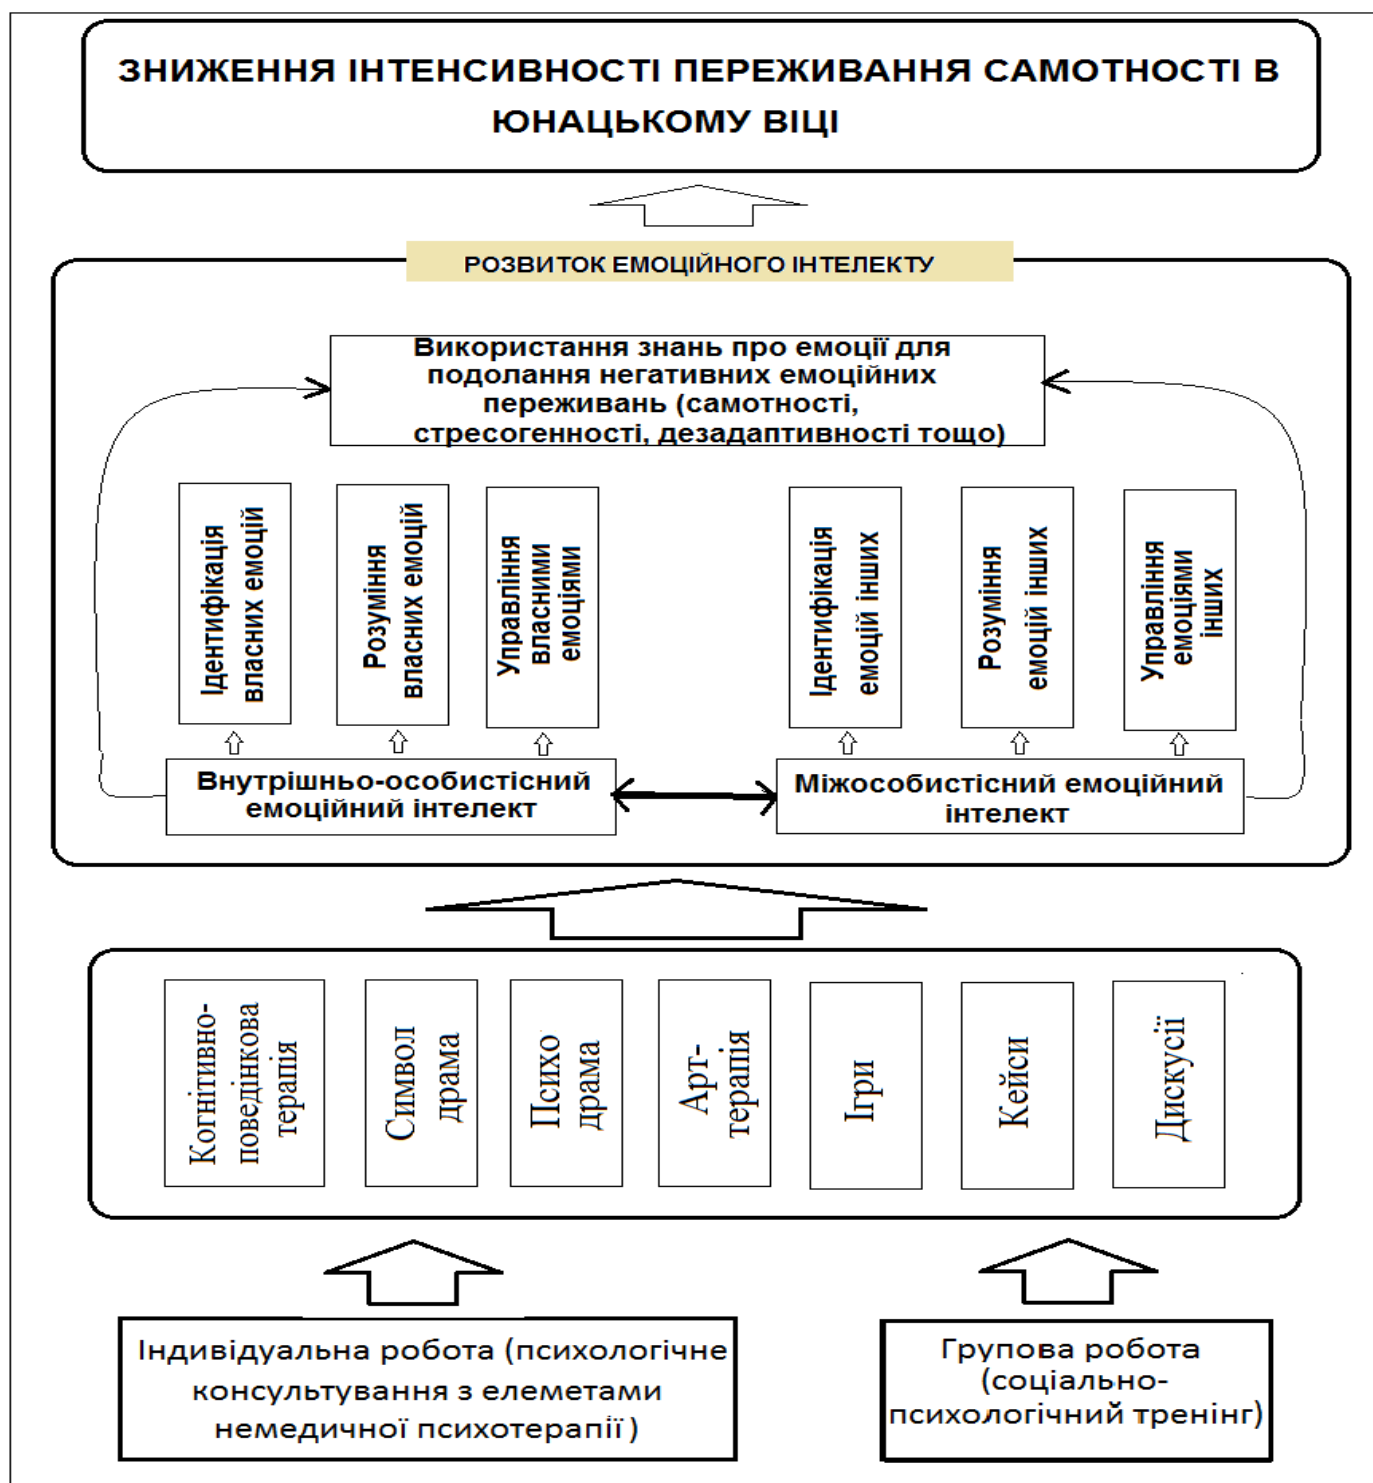 ЗНИЖЕННЯ ІНТЕНСИВНОСТІ ПЕРЕЖИВАННЯ САМОТНОСТІ В
ЮНАЦЬКОМУ ВІЦІ
РОЗВИТОК ЕМОЦІЙНОГО ІНТЕЛЕКТУ
Використання знань про емоції для
подолання негативних емоційних
переживань (самотності,
стресогенності, дезадаптивності тощо)
Ідентифікація
власних емоцій
Розуміння
власних емоцій
Управління
власними
емоціями
Ідентифікація
емоцій інших
Розуміння
емоцій інших
Управління
емоціями
інших
Внутрішньо-особистісний
емоційний інтелект
Міжособистісний емоційний
інтелект
Когнітивно-
поведінкова
терапія
Символ
драма
Психо
драма
Арт-
терапія
Ігри
Кейси
Дискусії
Індивідуальна робота (психологічне
консультування з елеметами
немедичної психотерапії )
Групова робота
(соціально-
психологічний тренінг)